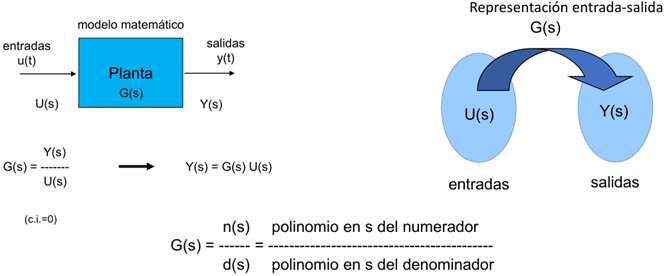 modelo matemático
entradas
u(t)
salidas
y(t)
Planta
G(s)
U(s)
Y(s)
Representación entrada-salida
G(s)
U(s)
Y(s)
entradas
salidas
Y(s)
G(s) = -------
U(s)
Y(s) = G(s) U(s)
(c.i.=0)
n(s) polinomio en s del numerador
G(s) = ------ = ------------------------------------------
d(s) polinomio en s del denominador